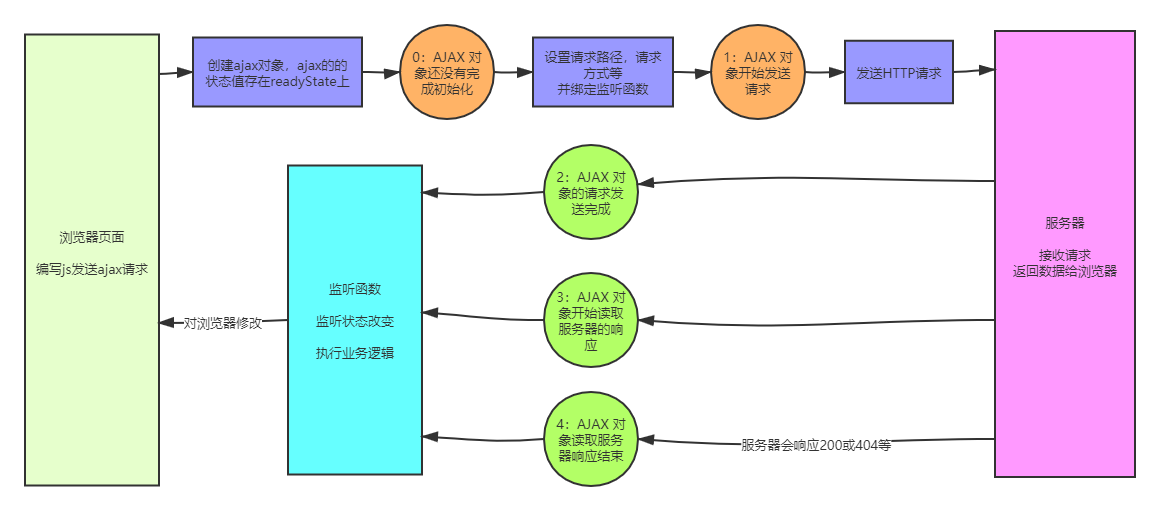 创建ajax对象，ajax的的
状态值存在readyState上
0：AJAX 对
象还没有完
成初始化
设置请求路径，请求
方式等
并绑定监听函数
1：AJAX 对
象开始发送
请求
发送HTTP请求
浏览器页面
编写js发送ajax请求
2：AJAX 对
象的请求发
送完成
服务器
接收请求
返回数据给浏览器
监听函数
监听状态改变
执行业务逻辑
对浏览器修改
3：AJAX 对
象开始读取
服务器的响
应
4：AJAX 对
象读取服务
器响应结束
服务器会响应200或404等